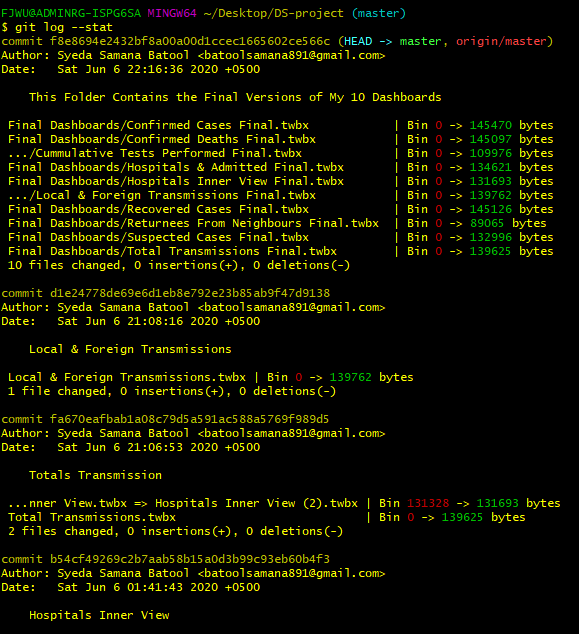 FJWU@ADMINRG-ISPG6SA MINGW64 ~/Desktop/DS-project (master)
$ git log --stat
commit f8e8694e2432bf8a00a00d1ccec1665602ce566c (HEAD -> master, origin/master)
Author: Syeda Samana Batool <batoolsamana891@gmail.com>
Date:   Sat Jun 6 22:16:36 2020 +0500
This Folder Contains the Final Versions of My 10 Dashboards
Final Dashboards/Confirmed Cases Final.twbx | Bin 0 -> 145470 bytes
Final Dashboards/Confirmed Deaths Final.twbx | Bin 0 -> 145097 bytes
.../Cummulative Tests Performed Final.twbx | Bin 0 -> 109976 bytes
Final Dashboards/Hospitals & Admitted Final.twbx | Bin 0 -> 134621 bytes
Final Dashboards/Hospitals Inner View Final.twbx | Bin 0 -> 131693 bytes
.../Local & Foreign Transmissions Final.twbx | Bin 0 -> 139762 bytes
Final Dashboards/Recovered Cases Final.twbx | Bin 0 -> 145126 bytes
Final Dashboards/Returnees From Neighbours Final.twbx | Bin 0 -> 89065 bytes
Final Dashboards/Suspected Cases Final.twbx | Bin 0 -> 132996 bytes
Final Dashboards/Total Transmissions Final.twbx | Bin 0 -> 139625 bytes
10 files changed, 0 insertions(+), 0 deletions(-)
commit d1e24778de69e6d1eb8e792e23b85ab9f47d9138
Author: Syeda Samana Batool <batoolsamana891@gmail.com>
Date:   Sat Jun 6 21:08:16 2020 +0500
Local & Foreign Transmissions
Local & Foreign Transmissions.twbx | Bin 0 -> 139762 bytes
1 file changed, 0 insertions(+), 0 deletions(-)
commit fa670eafbab1a08c79d5a591ac588a5769f989d5
Author: Syeda Samana Batool <batoolsamana891@gmail.com>
Date:   Sat Jun 6 21:06:53 2020 +0500
Totals Transmission
...nner View.twbx => Hospitals Inner View (2).twbx | Bin 131328 -> 131693 bytes
Total Transmissions.twbx | Bin 0 -> 139625 bytes
2 files changed, 0 insertions(+), 0 deletions(-)
commit b54cf49269c2b7aab58b15a0d3b99c93eb60b4f3
Author: Syeda Samana Batool <batoolsamana891@gmail.com>
Date:   Sat Jun 6 01:41:43 2020 +0500
Hospitals Inner View